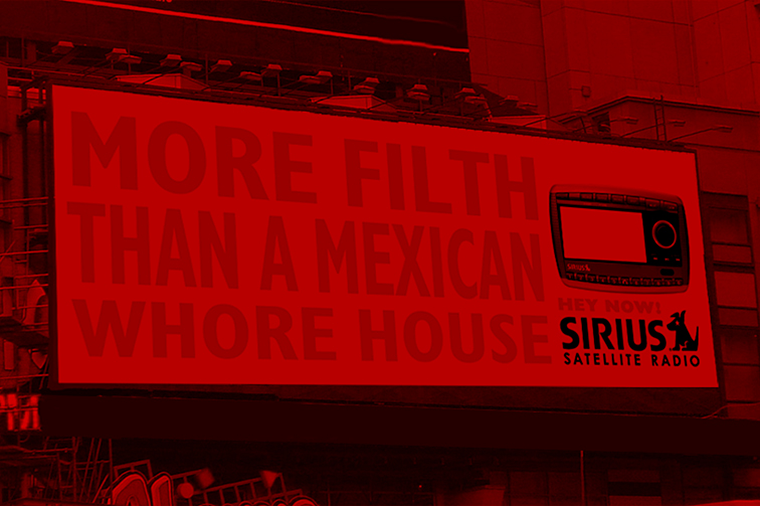 MORE FILTH
THAN A MEXICAN
WHORE HOUSE
HEY NOW!
SIRIUS
SATELLITE RADIO